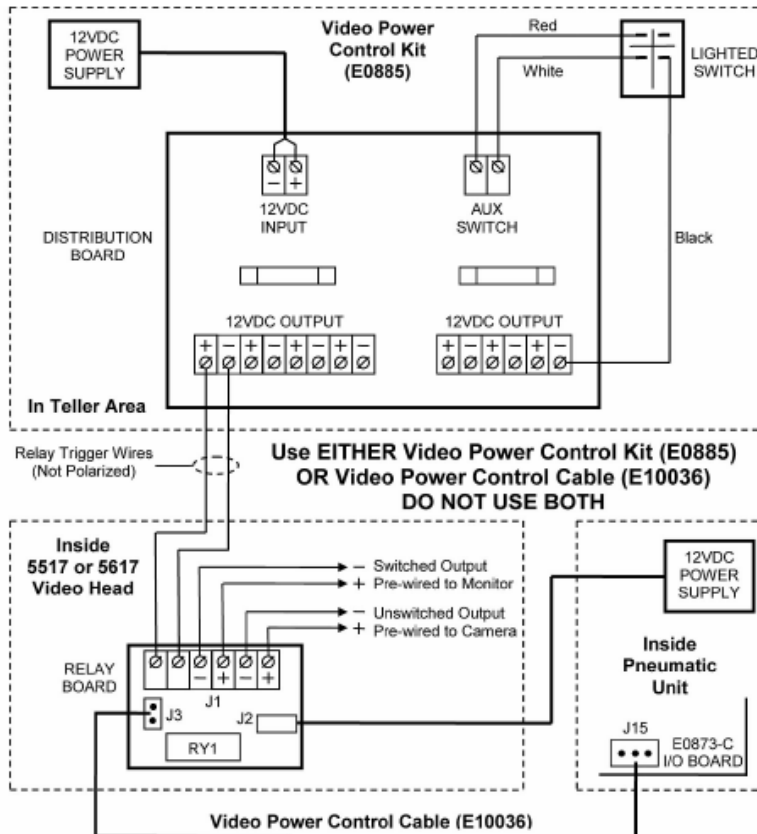 12VDC
POWER
SUPPLY
Video Power
Control Kit
(E0885)
Red
White
LIGHTED
SWITCH
- +
12VDC
INPUT
AUX
SWITCH
DISTRIBUTION
BOARD
Black
12VDC OUTPUT
+ - + - + - + -
12VDC OUTPUT
+ - + - + -
In Teller Area
Relay Trigger Wires
(Not Polarized)
Use EITHER Video Power Control Kit (E0885)
OR Video Power Control Cable (E10036)
DO NOT USE BOTH
Inside
5517 or 5617
Video Head
- Switched Output
+ Pre-wired to Monitor
- Unswitched Output
+ Pre-wired to Camera
12VDC
POWER
SUPPLY
Inside
Pneumatic
Unit
RELAY
BOARD
- + - +
J1
J3
J2
RY1
J15
E0873-C
I/O BOARD
Video Power Control Cable (E10036)